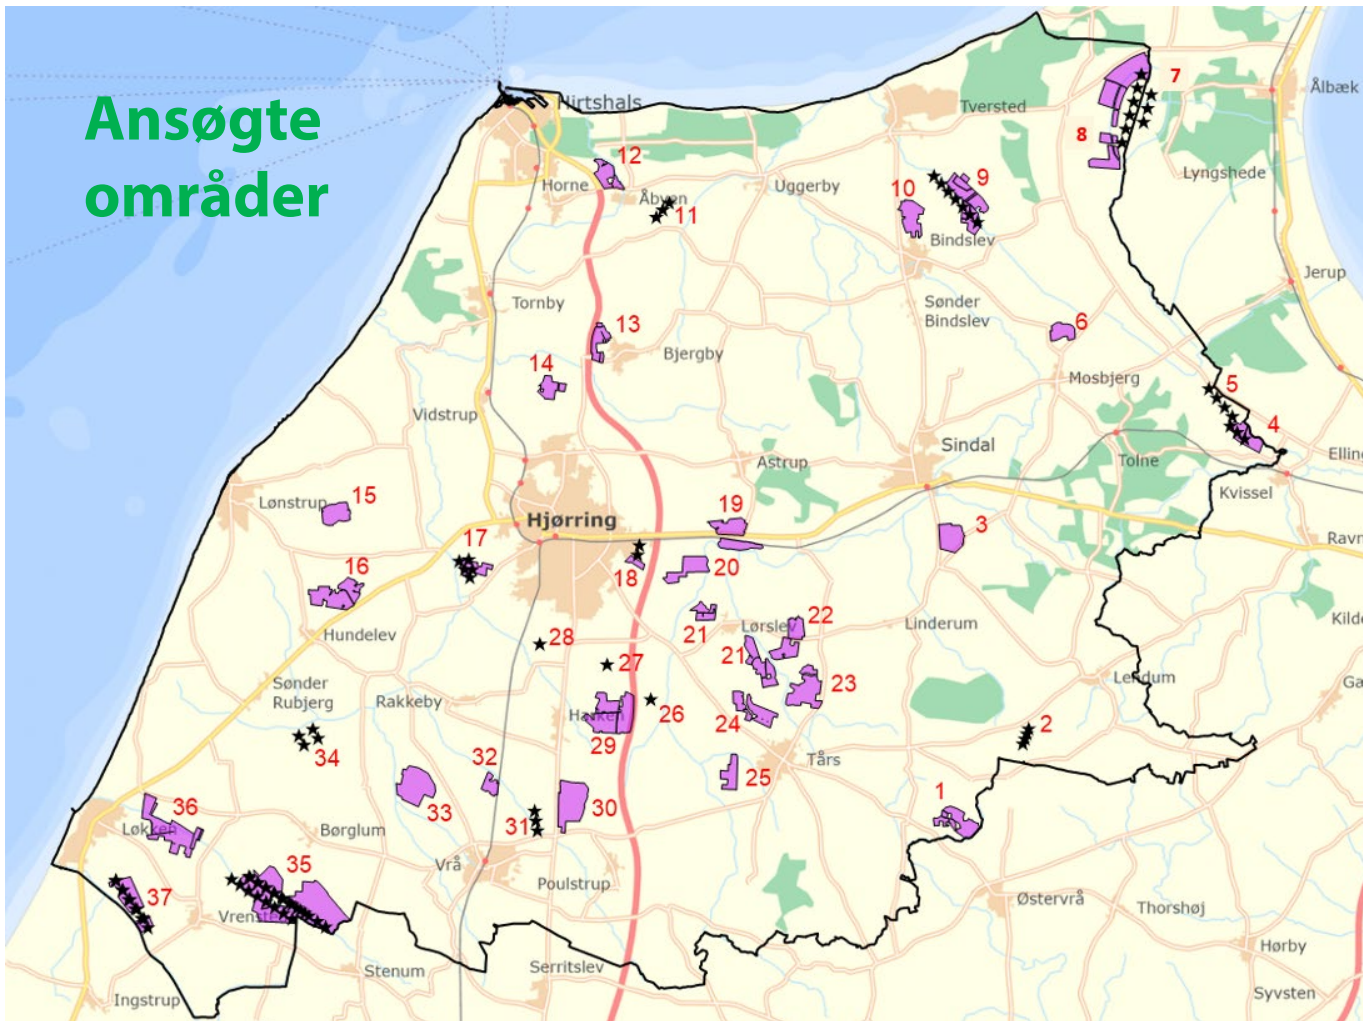 Ansøgte
områder
Hirtshals
Tversted
Ålbæk
7
8
12
Horne
Åbyen
11
Uggerby
10
9
Lyngshede
Bindslev
Jerup
Tornby
Sønder
Bindslev
6
13
Bjergby
14
Mosbjerg
5
Vidstrup
4
Astrup
Sindal
Tolne
Kvissel
Lønstrup
15
Hjørring
19
3
17
16
18
20
21
22
Lørslev
Linderum
Hundelev
28
21
27
23
Sønder
Rubjerg
Rakkeby
26
24
Lendum
29
2
34
32
Tårs
25
33
30
1
36
Løkken
Børglum
31
Vrå
35
Poulstrup
37
Østervrå
Thorshøj
Hørby
Stenum
Serritslev
Ingstrup
Syvsten